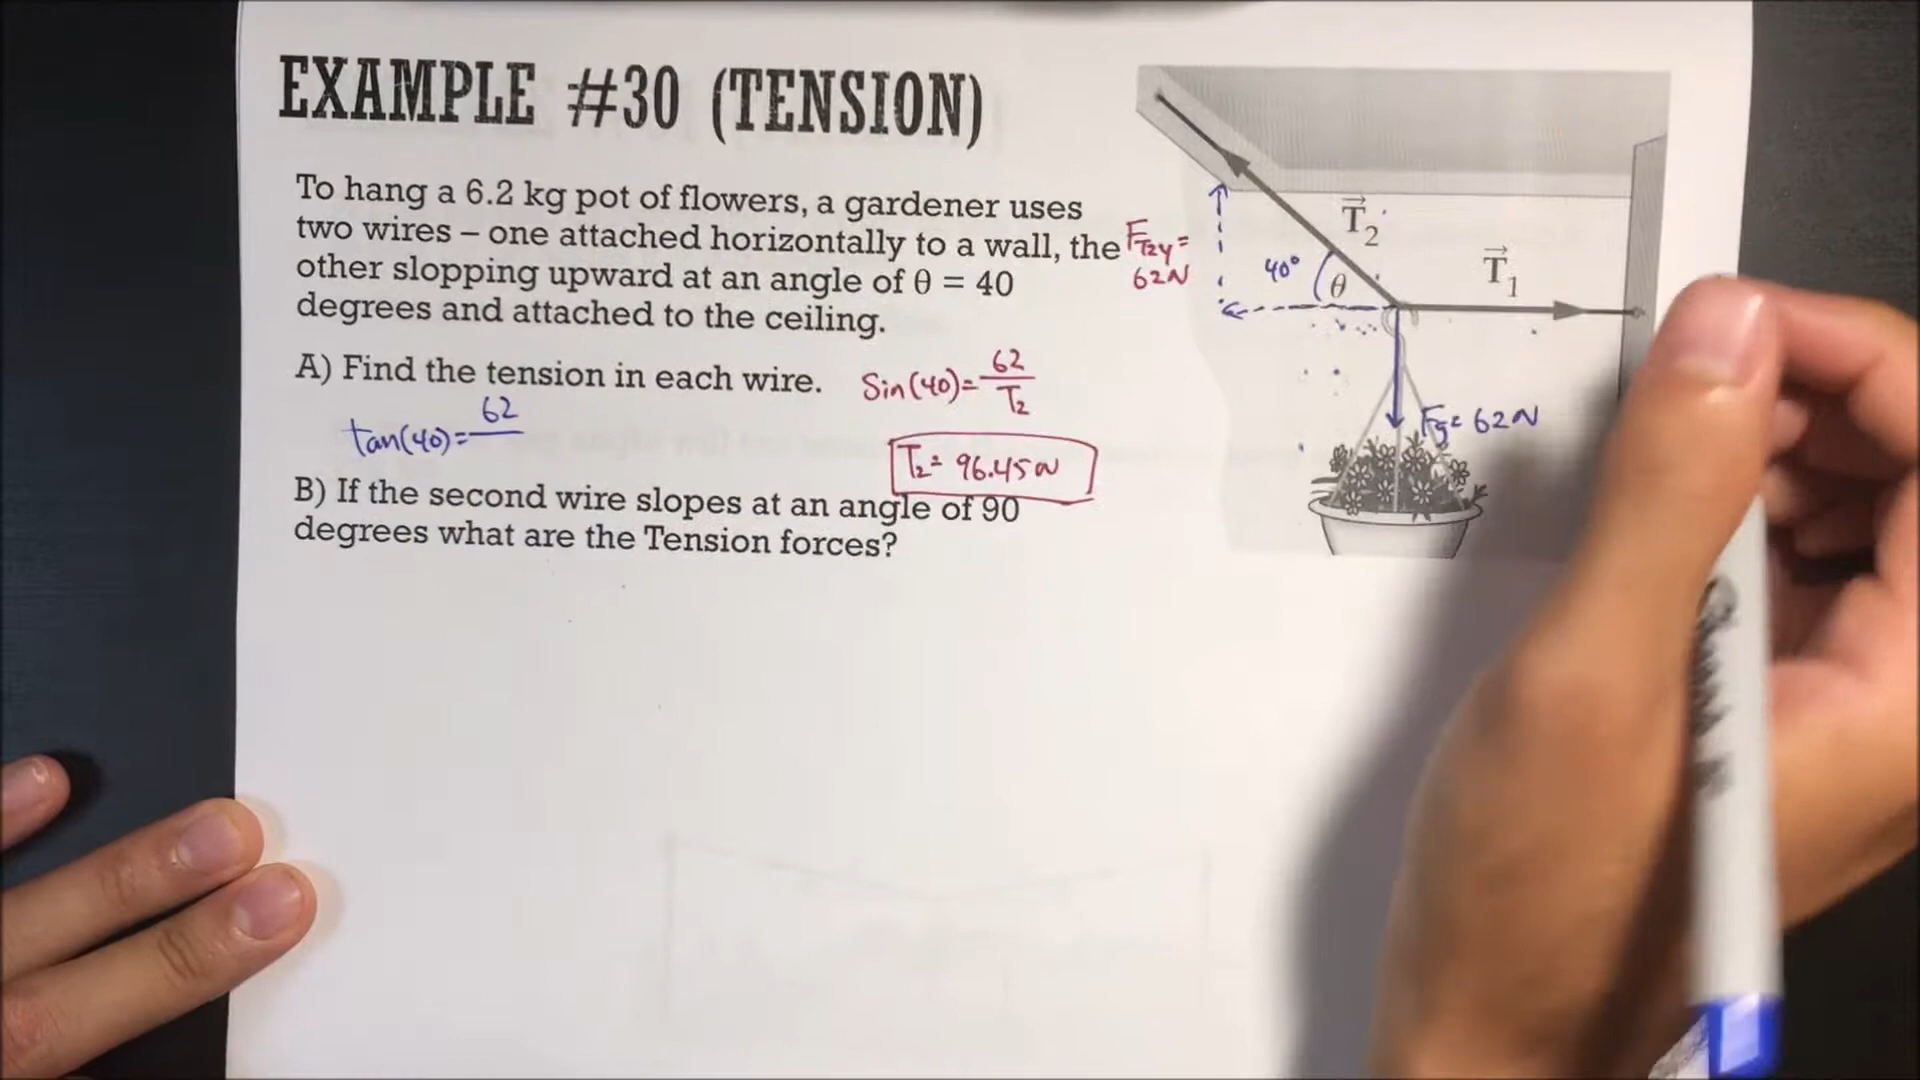 EXAMPLE #30 (TENSION)
To hang a 6.2 kg pot of flowers, a gardener uses
two wires – one attached horizontally to a wall, the
other slopping upward at an angle of θ = 40
degrees and attached to the ceiling.
A) Find the tension in each wire.
Sin(40)= 62/T₂
tan(40)= 62/
T₂= 96.45N
B) If the second wire slopes at an angle of 90
degrees what are the Tension forces?
F_T2y =
62N
40°
θ
T⃗₂
T⃗₁
Fg= 62N